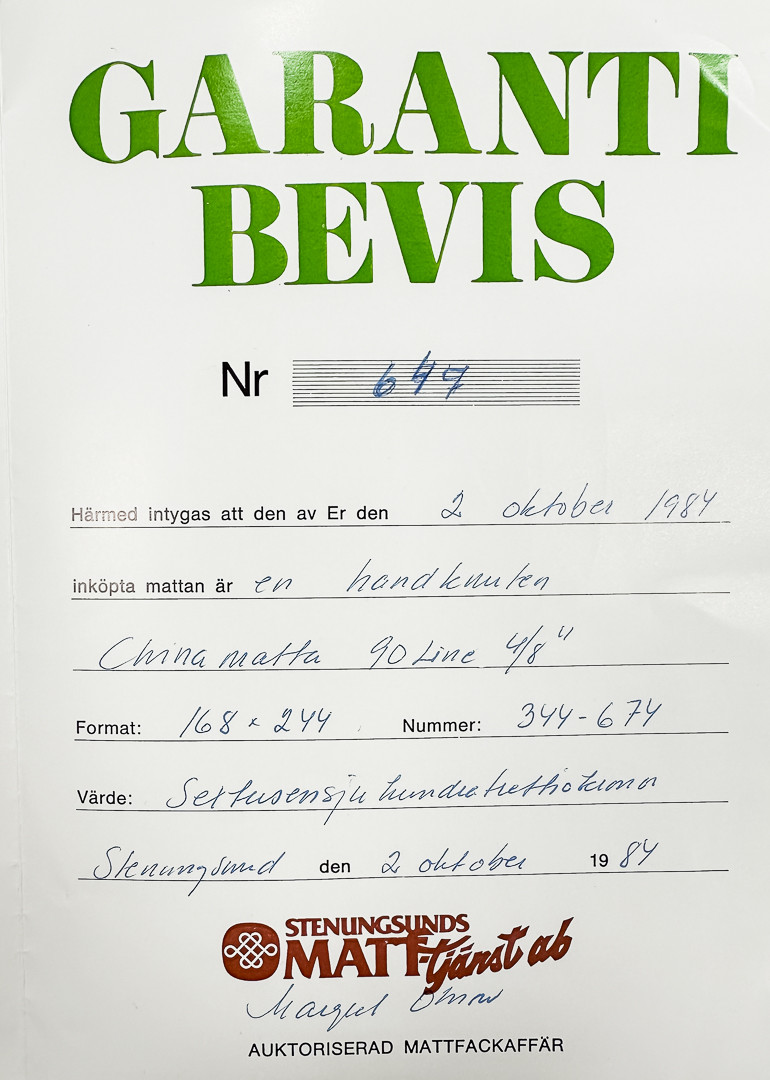 GARANTI
BEVIS
Nr
Härmed intygas att den av Er den 2 oktober 1984
inköpta mattan är en handknuten
China matta 90 Line 4/8"
Format: 168 x 244 Nummer: 344-674
Värde: Sextusensjuhundratrettiokronor
Stenungsund den 2 oktober 1984
STENUNGSUNDS
MATT-tjänst ab
AUKTORISERAD MATTFACKAFFÄR